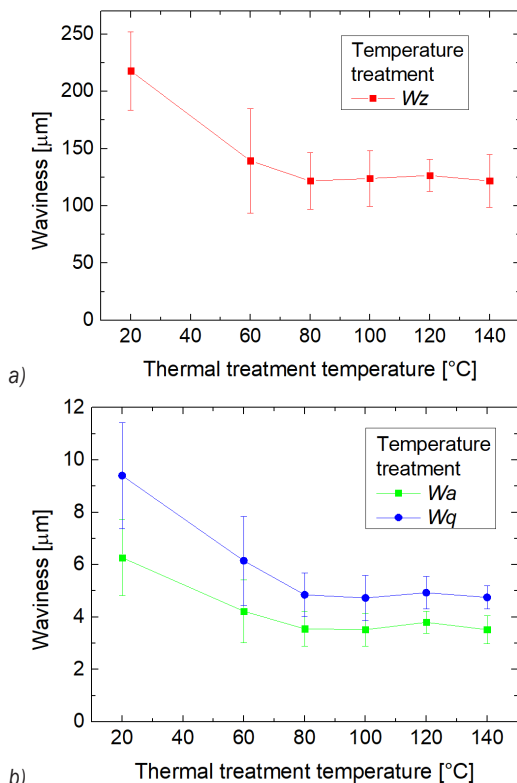 250
200
150
100
50
0
Waviness [μm]
Temperature
treatment
Wz
20 40 60 80 100 120 140
Thermal treatment temperature [°C]
a)
12
10
8
6
4
2
0
Waviness [μm]
Temperature
treatment
Wa
Wq
20 40 60 80 100 120 140
Thermal treatment temperature [°C]
b)